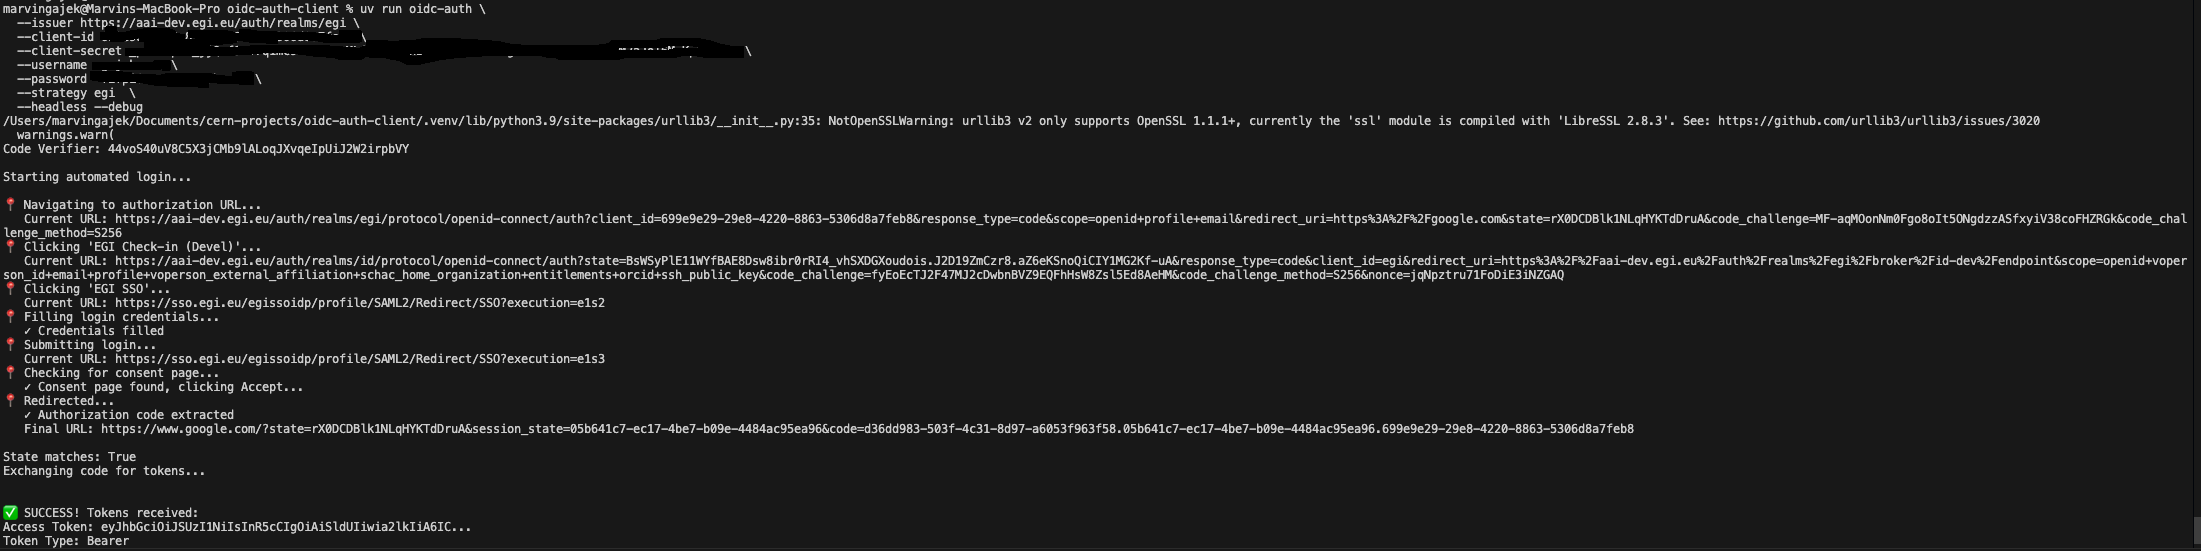 marvingajek@Marvins-MacBook-Pro oidc-auth-client % uv run oidc-auth \
--issuer https://aai-dev.egi.eu/auth/realms/egi \
--client-id \
--client-secret \
--username \
--password \
--strategy egi  \
--headless --debug
/Users/marvingajek/Documents/cern-projects/oidc-auth-client/.venv/lib/python3.9/site-packages/urllib3/__init__.py:35: NotOpenSSLWarning: urllib3 v2 only supports OpenSSL 1.1.1+, currently the 'ssl' module is compiled with 'LibreSSL 2.8.3'. See: https://github.com/urllib3/urllib3/issues/3020
warnings.warn(
Code Verifier: 44voS40uV8C5X3jCMb9lALoqJXvqeIpUiJ2W2irpbVY
Starting automated login...
📍 Navigating to authorization URL...
Current URL: https://aai-dev.egi.eu/auth/realms/egi/protocol/openid-connect/auth?client_id=699e9e29-29e8-4220-8863-5306d8a7feb8&response_type=code&scope=openid+profile+email&redirect_uri=https%3A%2F%2Fgoogle.com&state=rX0DCDBlk1NLqHYKTdDruA&code_challenge=MF-aqMOonNm0Fgo8oIt5ONgdzzASfxyiV38coFHZRGk&code_chal
lenge_method=S256
📍 Clicking 'EGI Check-in (Devel)'...
Current URL: https://aai-dev.egi.eu/auth/realms/id/protocol/openid-connect/auth?state=BsWSyPlE11WYfBAE8Dsw8ibr0rRI4_vhSXDGXoudois.J2D19ZmCzr8.aZ6eKSnoQiCIY1MG2Kf-uA&response_type=code&client_id=egi&redirect_uri=https%3A%2F%2Faai-dev.egi.eu%2Fauth%2Frealms%2Fegi%2Fbroker%2Fid-dev%2Fendpoint&scope=openid+voper
son_id+email+profile+voperson_external_affiliation+schac_home_organization+entitlements+orcid+ssh_public_key&code_challenge=fyEoEcTJ2F47MJ2cDwbnBVZ9EQFhHsW8Zsl5Ed8AeHM&code_challenge_method=S256&nonce=jqNpztru71FoDiE3iNZGAQ
📍 Clicking 'EGI SSO'...
Current URL: https://sso.egi.eu/egissoidp/profile/SAML2/Redirect/SSO?execution=e1s2
📍 Filling login credentials...
✓ Credentials filled
📍 Submitting login...
Current URL: https://sso.egi.eu/egissoidp/profile/SAML2/Redirect/SSO?execution=e1s3
📍 Checking for consent page...
✓ Consent page found, clicking Accept...
📍 Redirected...
✓ Authorization code extracted
Final URL: https://www.google.com/?state=rX0DCDBlk1NLqHYKTdDruA&session_state=05b641c7-ec17-4be7-b09e-4484ac95ea96&code=d36dd983-503f-4c31-8d97-a6053f963f58.05b641c7-ec17-4be7-b09e-4484ac95ea96.699e9e29-29e8-4220-8863-5306d8a7feb8
State matches: True
Exchanging code for tokens...
✅ SUCCESS! Tokens received:
Access Token: eyJhbGciOiJSUzI1NiIsInR5cCIgOiAiSldUIiwia2lkIiA6IC...
Token Type: Bearer